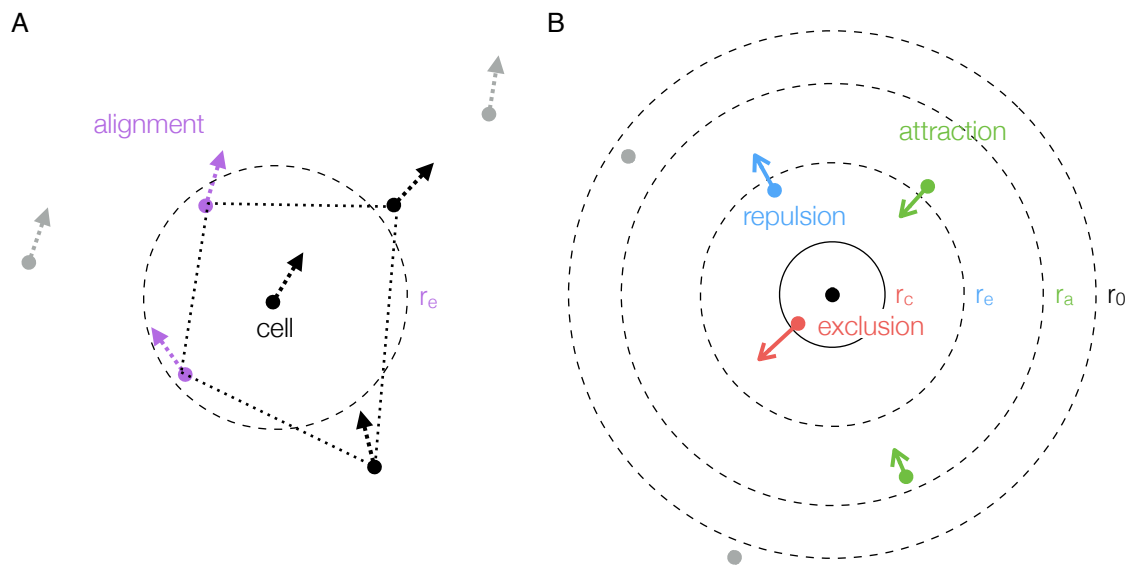 A
alignment
r_e
cell
B
attraction
repulsion
r_c
r_e
r_a
r_0
exclusion